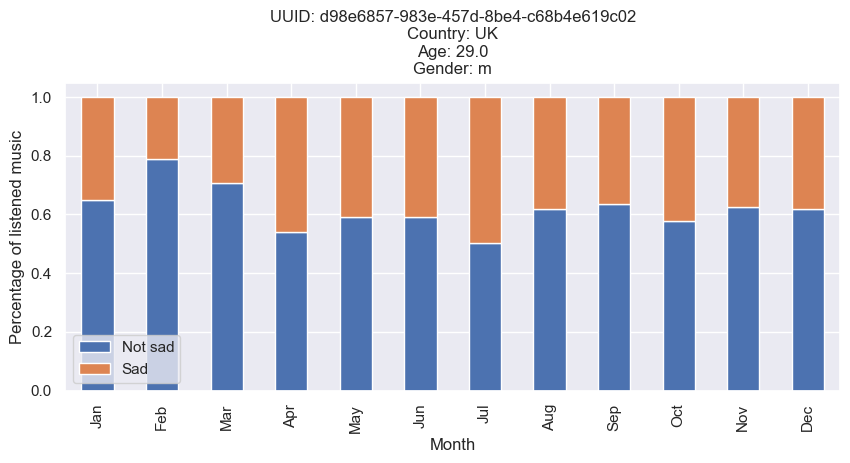 UUID: d98e6857-983e-457d-8be4-c68b4e619c02
Country: UK
Age: 29.0
Gender: m
Percentage of listened music
1.0
0.8
0.6
0.4
0.2
0.0
Not sad
Sad
Jan
Feb
Mar
Apr
May
Jun
Jul
Aug
Sep
Oct
Nov
Dec
Month